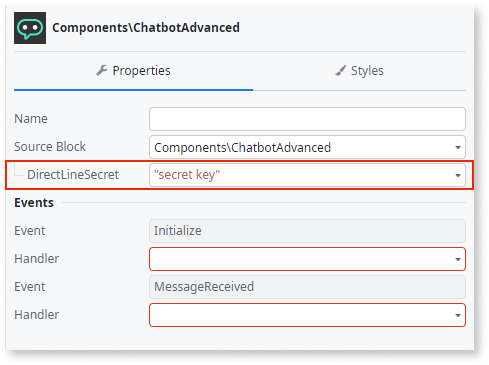 Components\ChatbotAdvanced
Properties
Styles
Name
Source Block Components\ChatbotAdvanced
DirectLineSecret "secret key"
Events
Event Initialize
Handler
Event MessageReceived
Handler